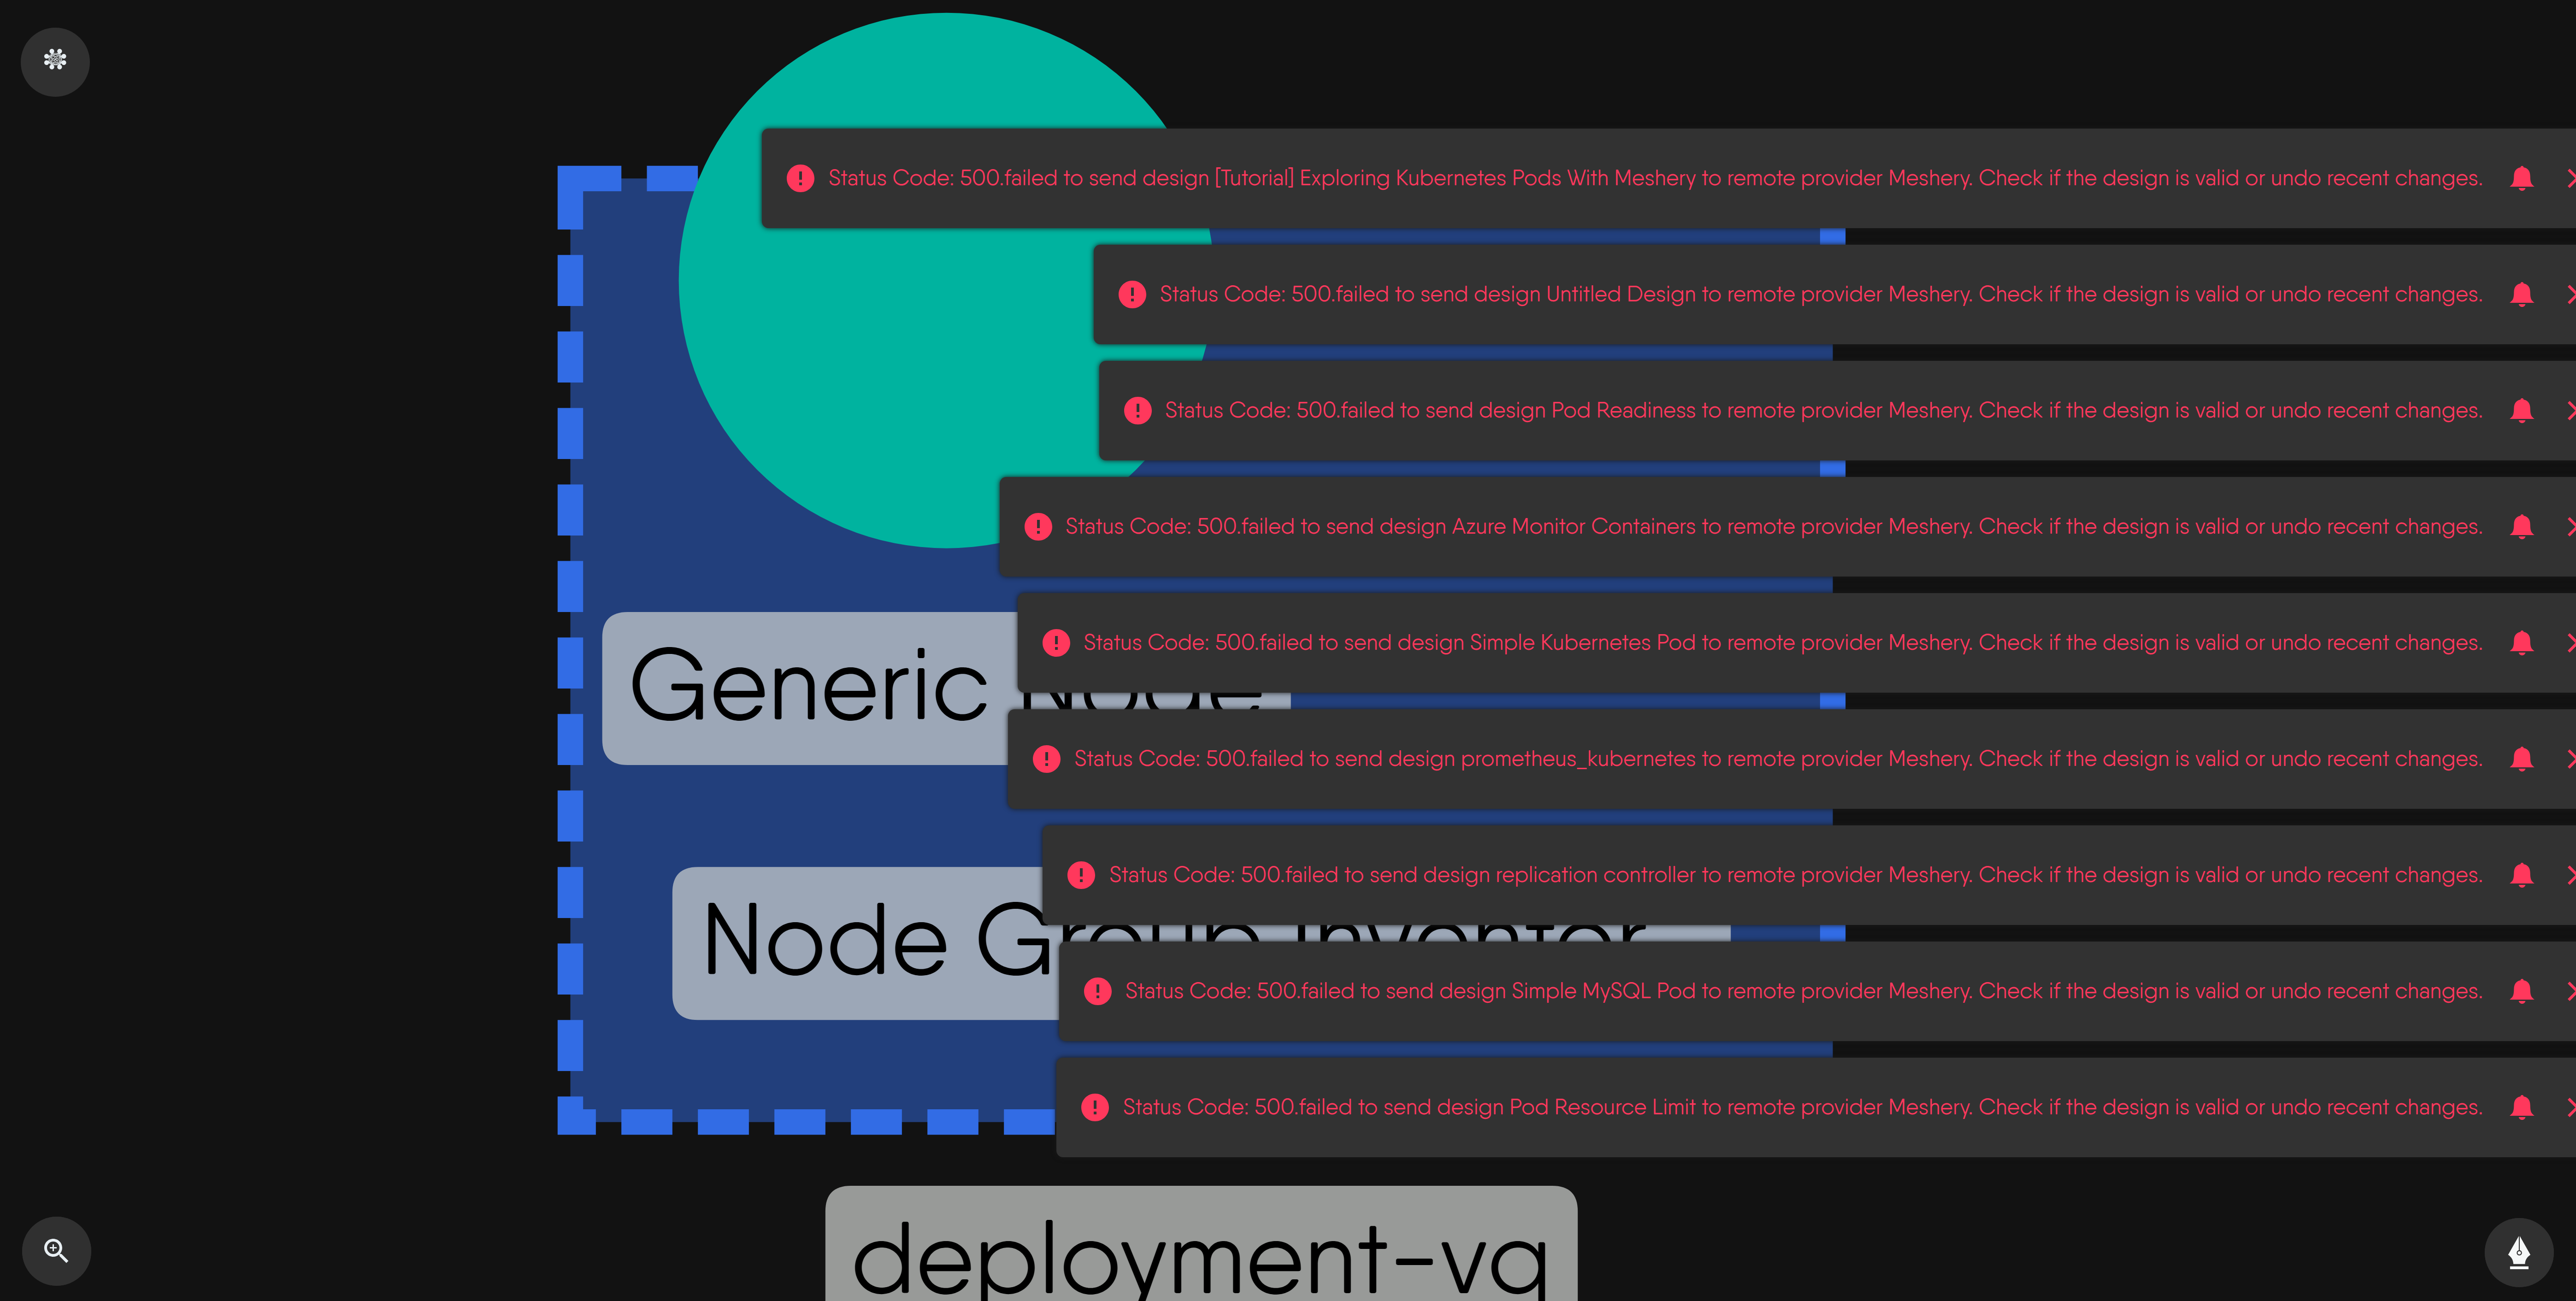 Status Code: 500.failed to send design [Tutorial] Exploring Kubernetes Pods With Meshery to remote provider Meshery. Check if the design is valid or undo recent changes.
Status Code: 500.failed to send design Untitled Design to remote provider Meshery. Check if the design is valid or undo recent changes.
Status Code: 500.failed to send design Pod Readiness to remote provider Meshery. Check if the design is valid or undo recent changes.
Status Code: 500.failed to send design Azure Monitor Containers to remote provider Meshery. Check if the design is valid or undo recent changes.
Status Code: 500.failed to send design Simple Kubernetes Pod to remote provider Meshery. Check if the design is valid or undo recent changes.
Generic Node
Status Code: 500.failed to send design prometheus_kubernetes to remote provider Meshery. Check if the design is valid or undo recent changes.
Status Code: 500.failed to send design replication controller to remote provider Meshery. Check if the design is valid or undo recent changes.
Node Group Inventor
Status Code: 500.failed to send design Simple MySQL Pod to remote provider Meshery. Check if the design is valid or undo recent changes.
Status Code: 500.failed to send design Pod Resource Limit to remote provider Meshery. Check if the design is valid or undo recent changes.